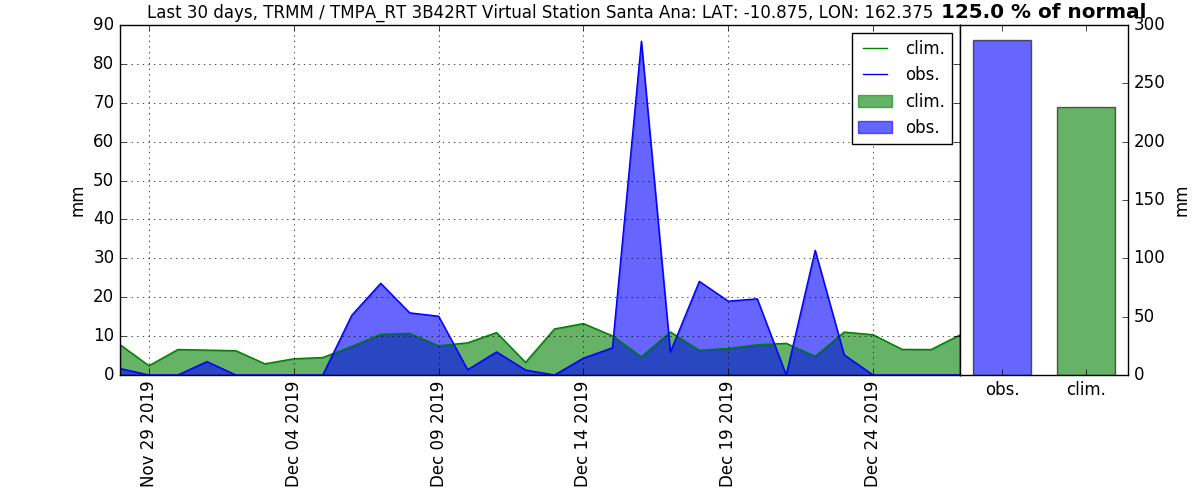 Last 30 days, TRMM / TMPA_RT 3B42RT Virtual Station Santa Ana: LAT: -10.875, LON: 162.375 125.0 % of normal
90
80
70
60
50
40
30
20
10
0
mm
clim.
obs.
clim.
obs.
Nov 29 2019
Dec 04 2019
Dec 09 2019
Dec 14 2019
Dec 19 2019
Dec 24 2019
300
250
200
150
100
50
0
mm
obs. clim.